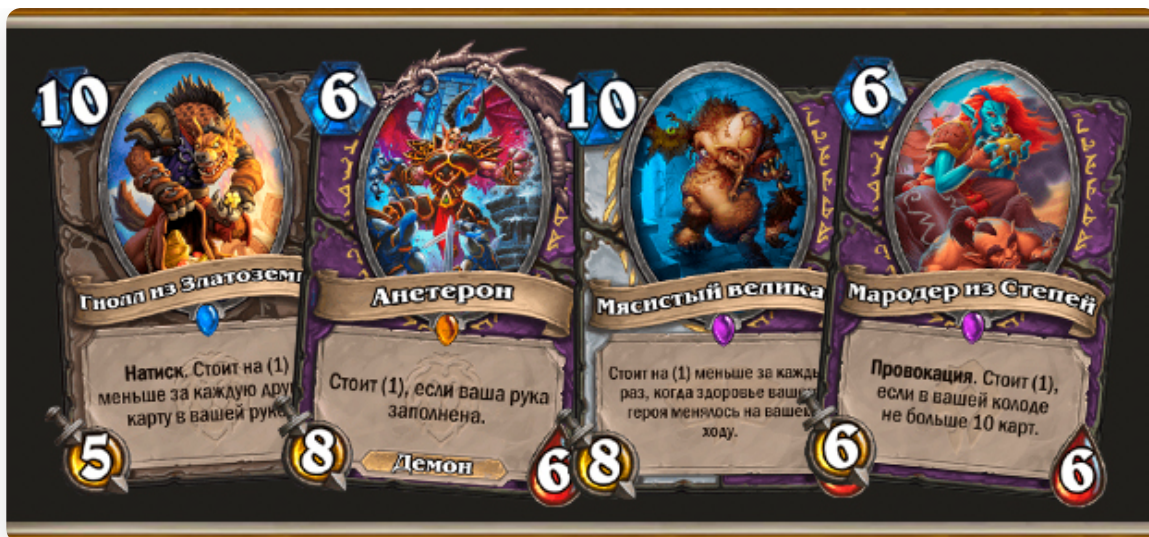 10
Гнолл из Златозем
Натиск. Стоит на (1)
меньше за каждую дру
карту в вашей руке
5
6
Анетерон
Стоит (1), если ваша рука
заполнена.
8
Демон
6
10
Мясистый велика
Стоит на (1) меньше за кажды
раз, когда здоровье вашег
героя менялось на вашем
ходу.
8
6
Мародер из Степей
Провокация. Стоит (1),
если в вашей колоде
не больше 10 карт.
6
6